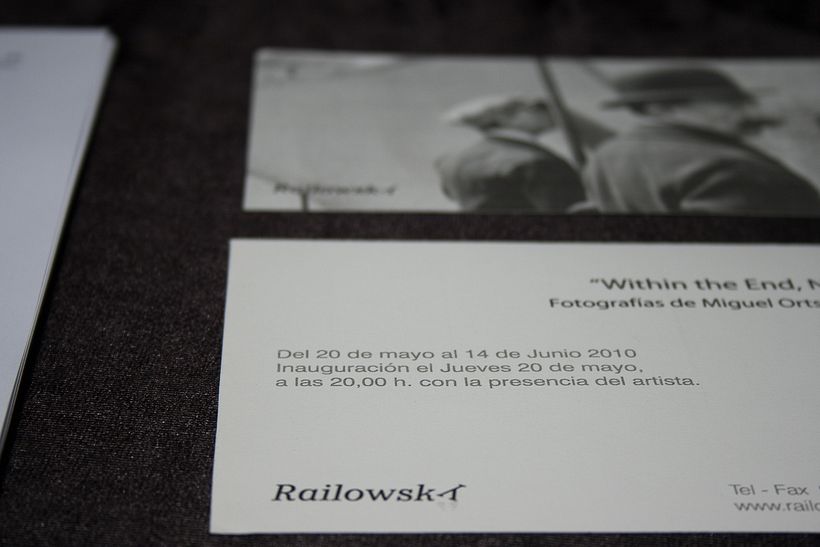 Railowsky
"Within the End, N
Fotografías de Miguel Orts
Del 20 de mayo al 14 de Junio 2010
Inauguración el Jueves 20 de mayo,
a las 20,00 h. con la presencia del artista.
Railowsky
Tel - Fax
www.railo